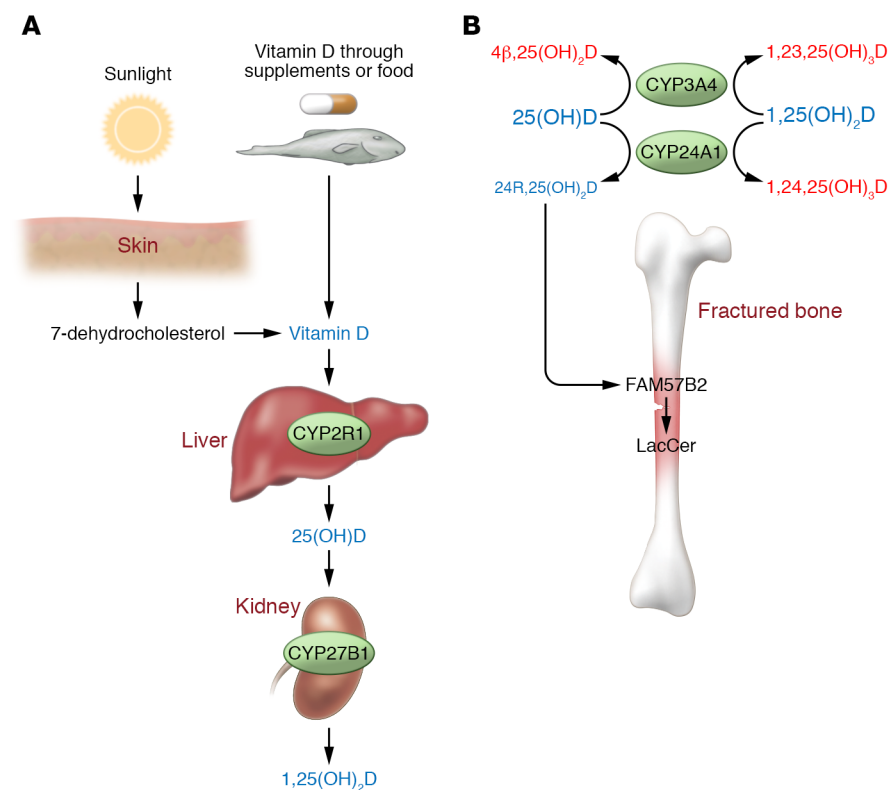 A
Sunlight
Vitamin D through
supplements or food
Skin
7-dehydrocholesterol
Vitamin D
Liver
CYP2R1
25(OH)D
Kidney
CYP27B1
1,25(OH)₂D
B
4β,25(OH)₂D
CYP3A4
1,23,25(OH)₃D
25(OH)D
1,25(OH)₂D
CYP24A1
24R,25(OH)₂D
1,24,25(OH)₃D
Fractured bone
FAM57B2
LacCer